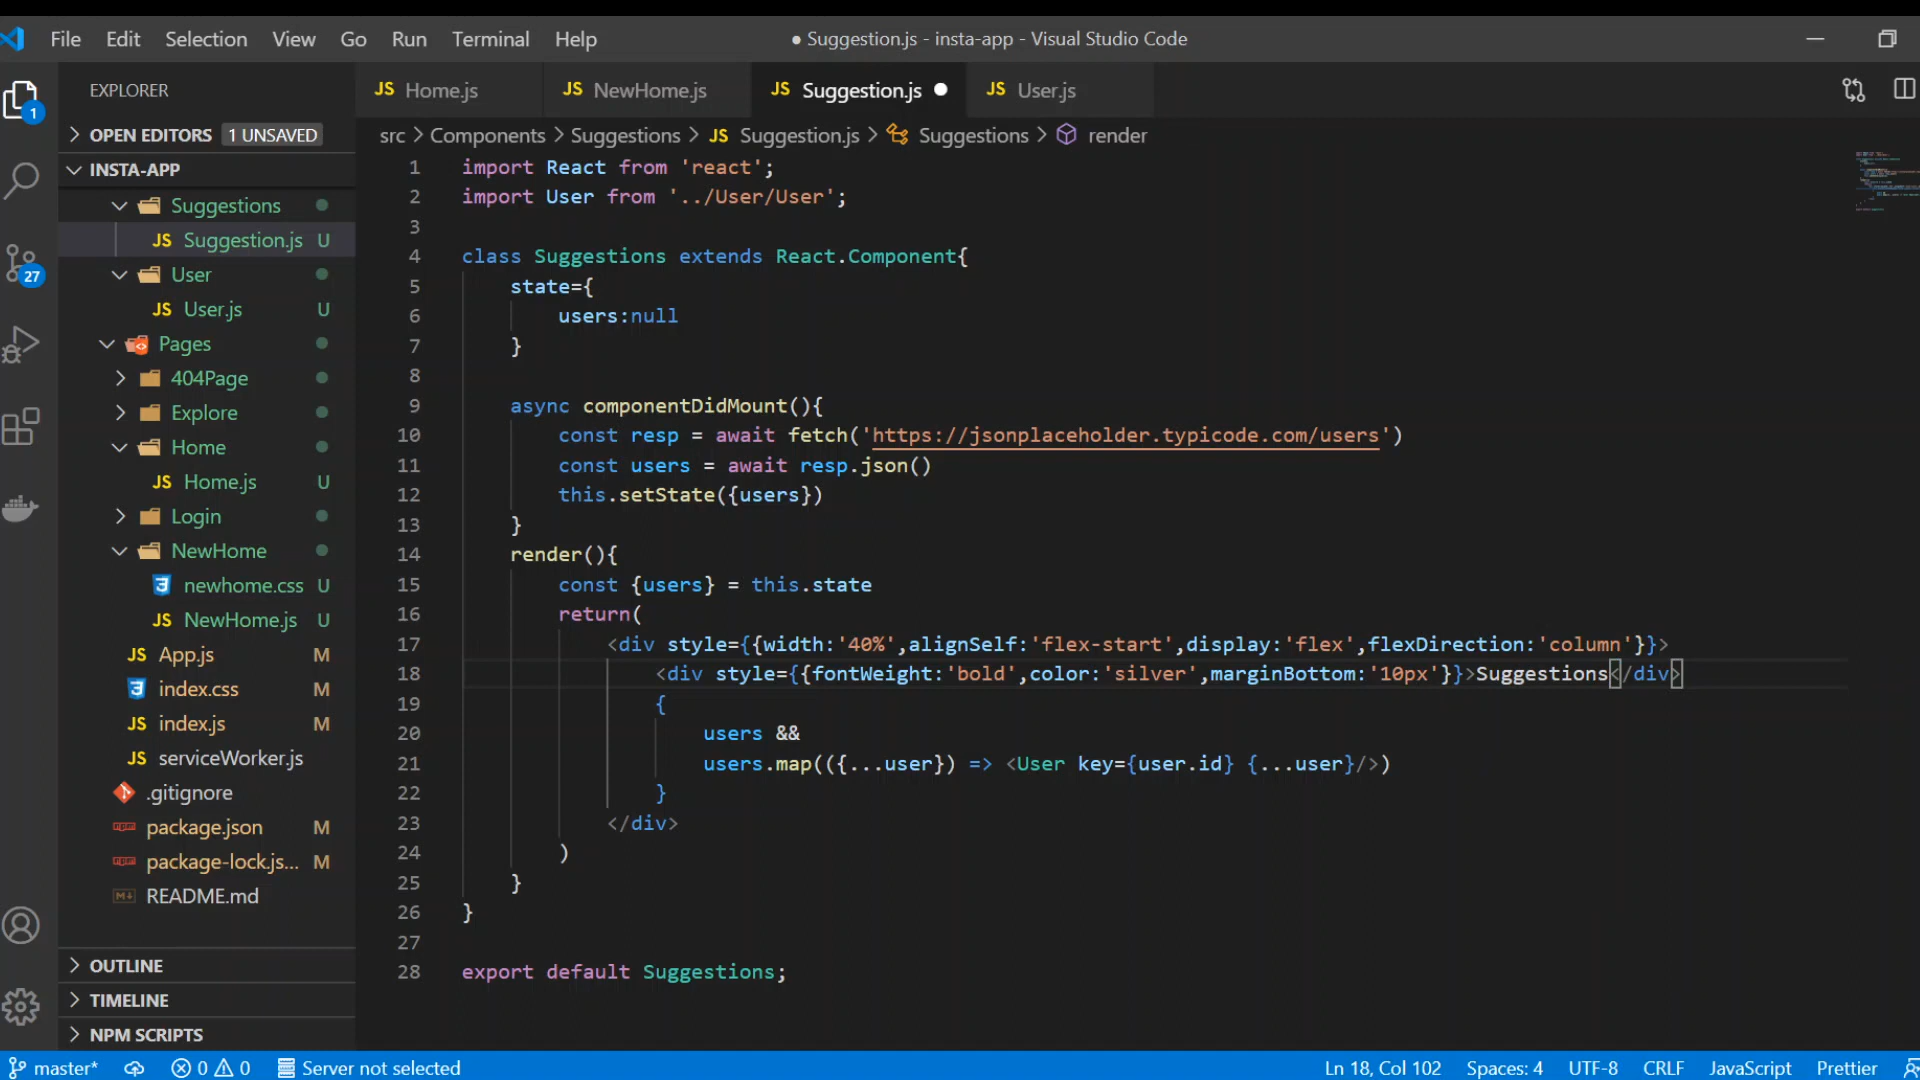 File Edit Selection View Go Run Terminal Help ● Suggestion.js - insta-app - Visual Studio Code
EXPLORER
OPEN EDITORS 1 UNSAVED
INSTA-APP
Suggestions
JS Suggestion.js U
User
JS User.js U
Pages
404Page
Explore
Home
JS Home.js U
Login
NewHome
newhome.css U
JS NewHome.js U
JS App.js M
index.css M
JS index.js M
JS serviceWorker.js
.gitignore
package.json M
package-lock.js... M
README.md
OUTLINE
TIMELINE
NPM SCRIPTS
1
27
JS Home.js JS NewHome.js JS Suggestion.js JS User.js
src > Components > Suggestions > JS Suggestion.js > Suggestions > render
1 import React from 'react';
2 import User from '../User/User';
3
4 class Suggestions extends React.Component{
5 state={
6 users:null
7 }
8
9 async componentDidMount(){
10 const resp = await fetch('https://jsonplaceholder.typicode.com/users')
11 const users = await resp.json()
12 this.setState({users})
13 }
14 render(){
15 const {users} = this.state
16 return(
17 <div style={{width:'40%',alignSelf:'flex-start',display:'flex',flexDirection:'column'}}>
18 <div style={{fontWeight:'bold',color:'silver',marginBottom:'10px'}}>Suggestions</div>
19 {
20 users &&
21 users.map(({...user}) => <User key={user.id} {...user}/>)
22 }
23 </div>
24 )
25 }
26 }
27
28 export default Suggestions;
master* 0 0 Server not selected Ln 18, Col 102 Spaces: 4 UTF-8 CRLF JavaScript Prettier